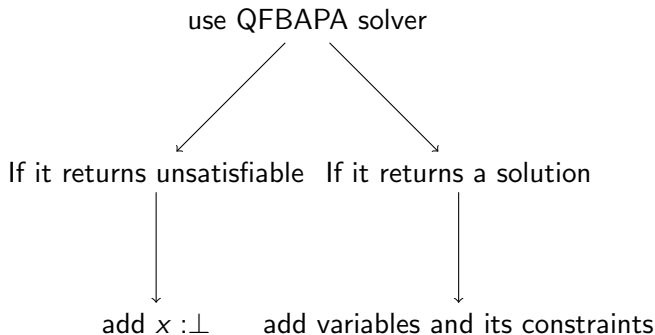 use QFBAPA solver
If it returns unsatisfiable
If it returns a solution
add x :⊥
add variables and its constraints